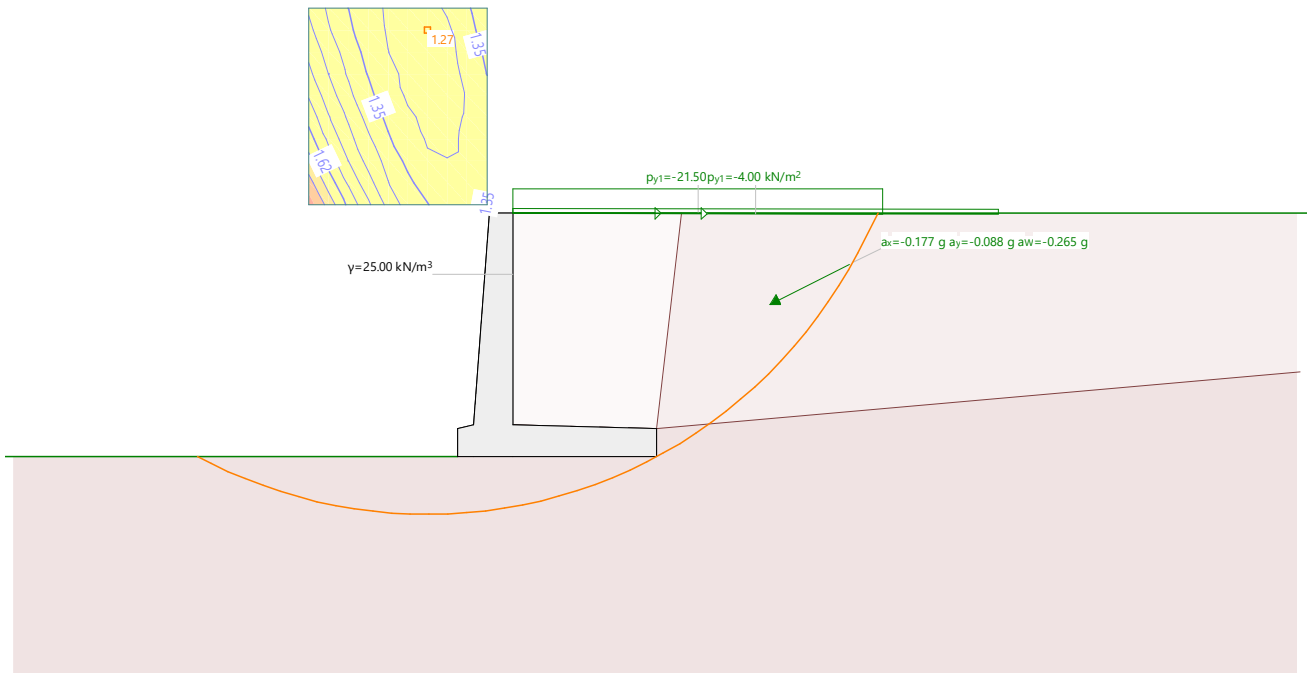 1.27
1.35
1.35
1.62
1.35
py1=-21.50py1=-4.00 kN/m²
ax=-0.177 g ay=-0.088 g aw=-0.265 g
γ=25.00 kN/m³